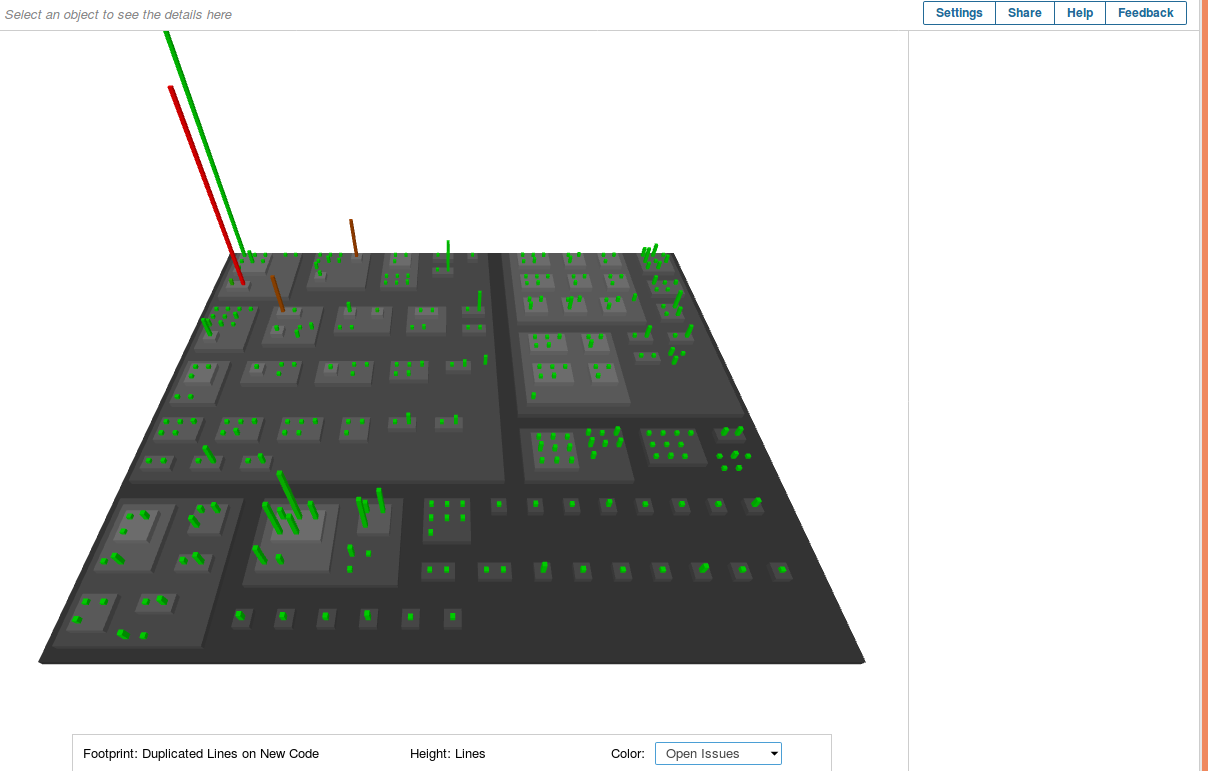 Select an object to see the details here
Settings Share Help Feedback
Footprint: Duplicated Lines on New Code Height: Lines Color: Open Issues